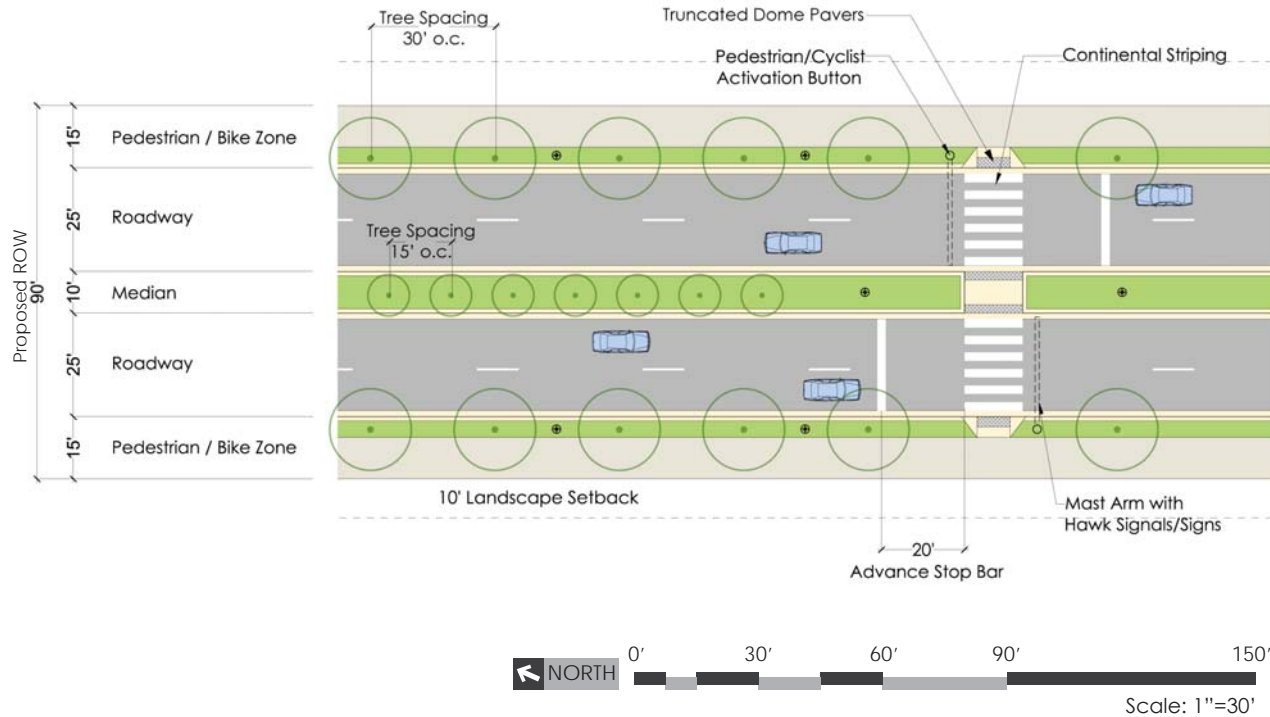 Tree Spacing
30' o.c.
Truncated Dome Pavers
Pedestrian/Cyclist
Activation Button
Continental Striping
Proposed ROW
90'
15'
Pedestrian / Bike Zone
25'
Roadway
Tree Spacing
15' o.c.
10'
Median
25'
Roadway
15'
Pedestrian / Bike Zone
10' Landscape Setback
Mast Arm with
Hawk Signals/Signs
20'
Advance Stop Bar
NORTH
0' 30' 60' 90' 150'
Scale: 1"=30'